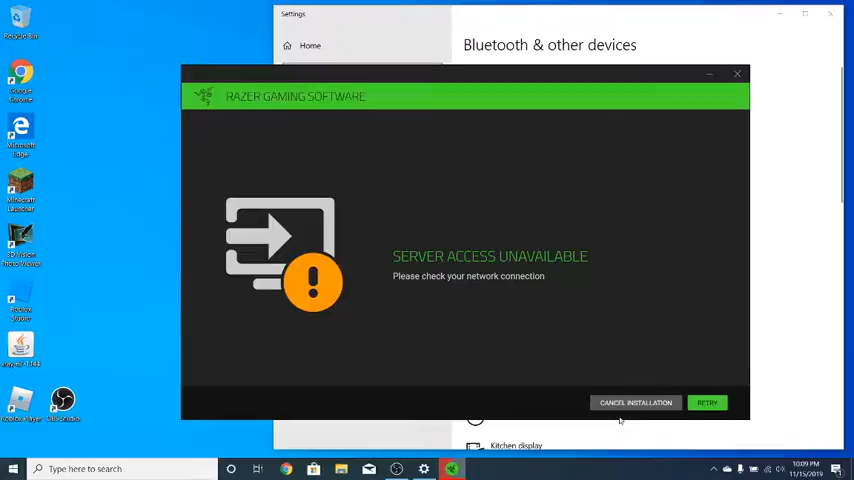 Settings
Home
Bluetooth & other devices
RAZER GAMING SOFTWARE
SERVER ACCESS UNAVAILABLE
Please check your network connection
CANCEL INSTALLATION
RETRY
Kitchen display
Recycle Bin
Google
Chrome
Microsoft
Edge
Minecraft
Launcher
3D Vision
Photo Viewer
Roblox
Studio
Roblox Player
OBS Studio
Type here to search
10:09 PM
11/15/2019